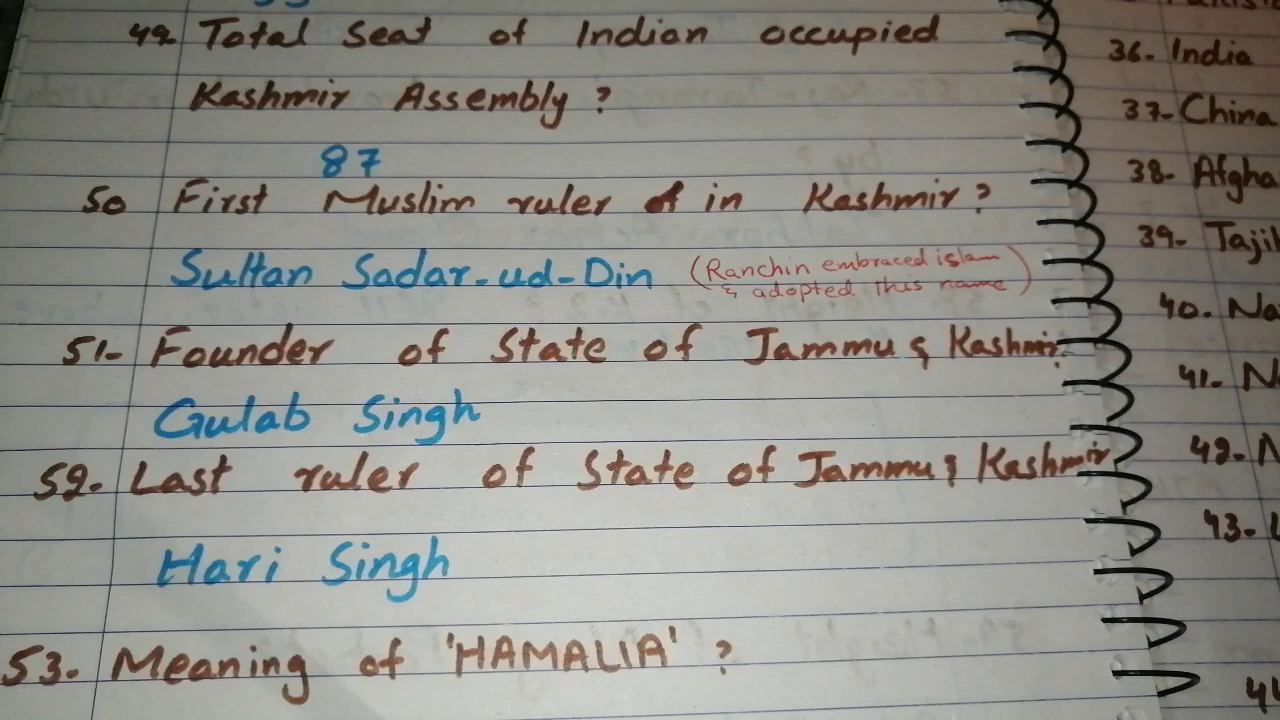 49. Total Seat of Indian occupied
Kashmir Assembly ?
87
50 First Muslim ruler in Kashmir ?
Sultan Sadar-ud-Din (Ranchin embraced islam
& adopted this name)
51- Founder of State of Jammu & Kashmir
Gulab Singh
52. Last ruler of State of Jammu & Kashmir
Hari Singh
53. Meaning of 'HAMALIA' ?
36- India
37- China
38- Afgha
39- Tajik
40. Na
41- N
42- N
43-
44